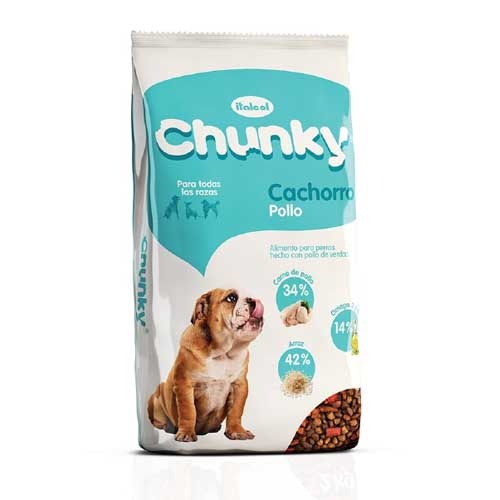 italcol
Chunky
Para todas
las razas
Cachorro
Pollo
Alimento para perros
hecho con pollo de
Carne de pollo
34%
14%
Arroz
42%
Chunky